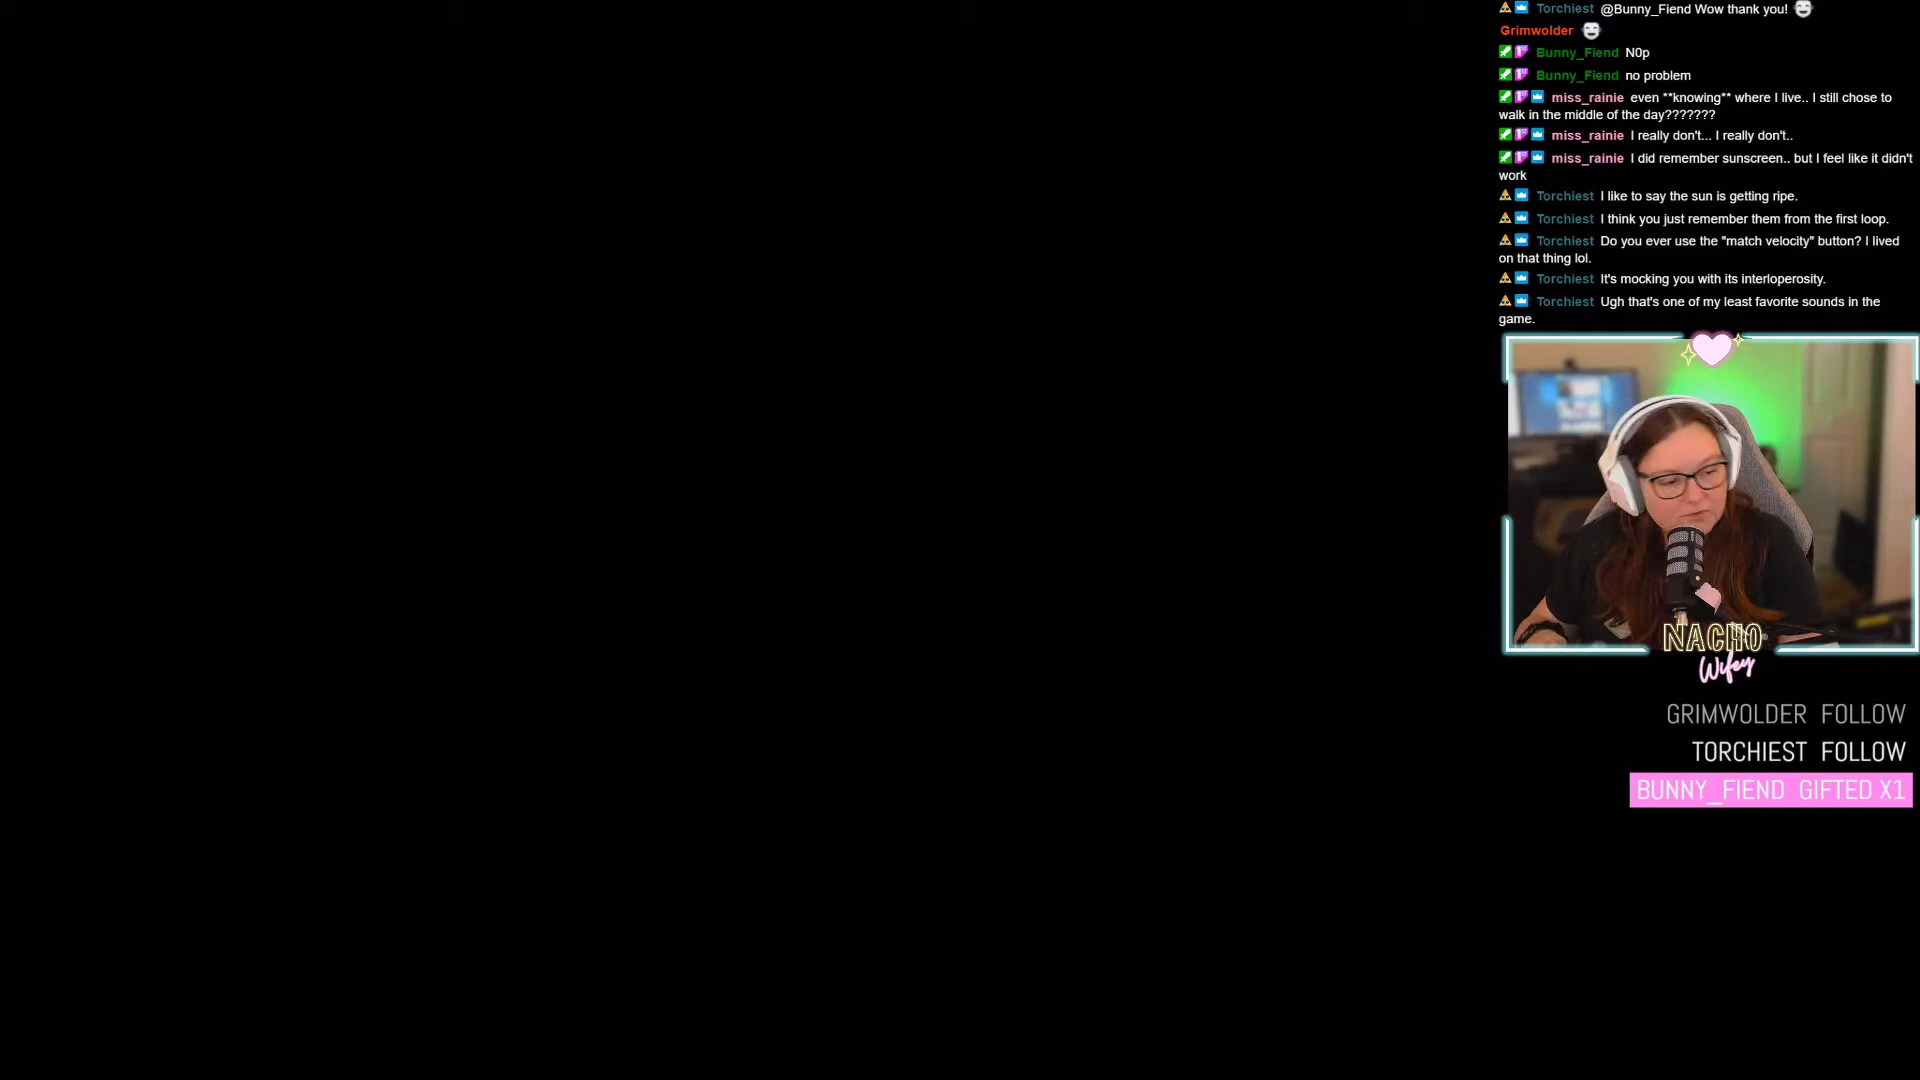 Torchiest @Bunny_Fiend Wow thank you!
Grimwolder
Bunny_Fiend N0p
Bunny_Fiend no problem
miss_rainie even **knowing** where I live.. I still chose to
walk in the middle of the day???????
miss_rainie I really don't... I really don't..
miss_rainie I did remember sunscreen.. but I feel like it didn't
work
Torchiest I like to say the sun is getting ripe.
Torchiest I think you just remember them from the first loop.
Torchiest Do you ever use the "match velocity" button? I lived
on that thing lol.
Torchiest It's mocking you with its interloperosity.
Torchiest Ugh that's one of my least favorite sounds in the
game.
NACHO
Wifey
GRIMWOLDER FOLLOW
TORCHIEST FOLLOW
BUNNY_FIEND GIFTED X1